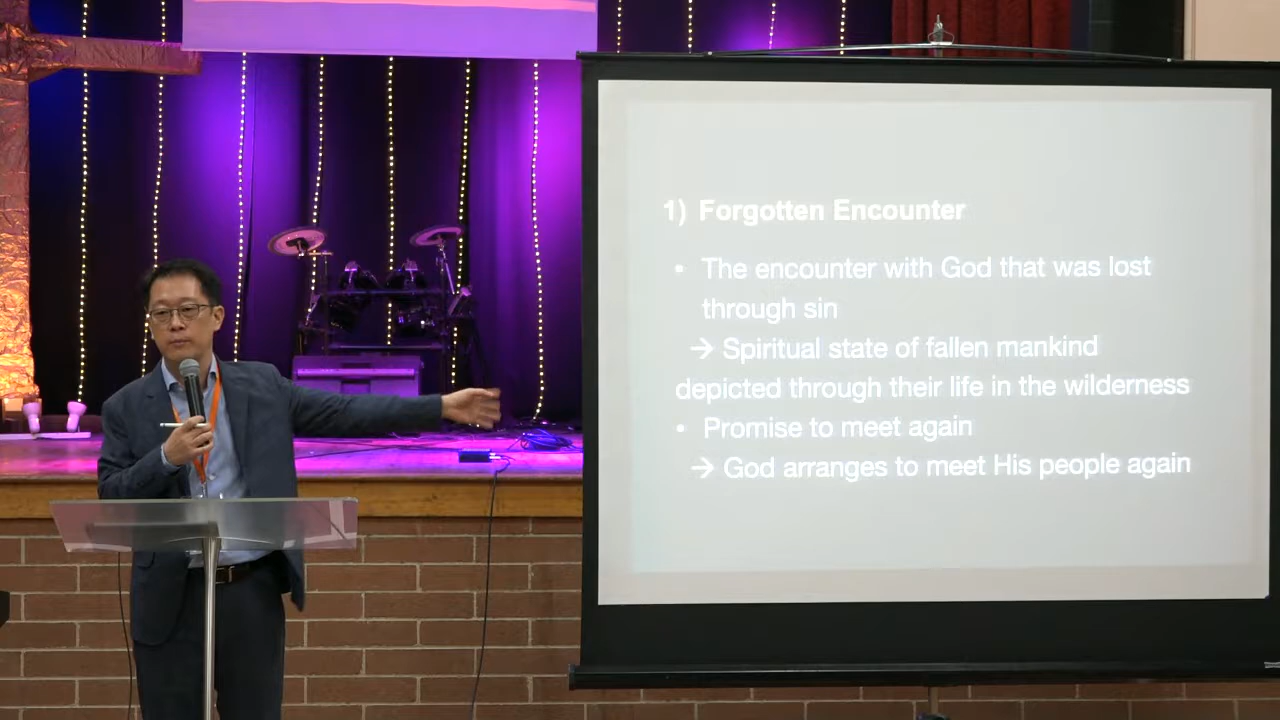 1) Forgotten Encounter
• The encounter with God that was lost
through sin
→ Spiritual state of fallen mankind
depicted through their life in the wilderness
• Promise to meet again
→ God arranges to meet His people again